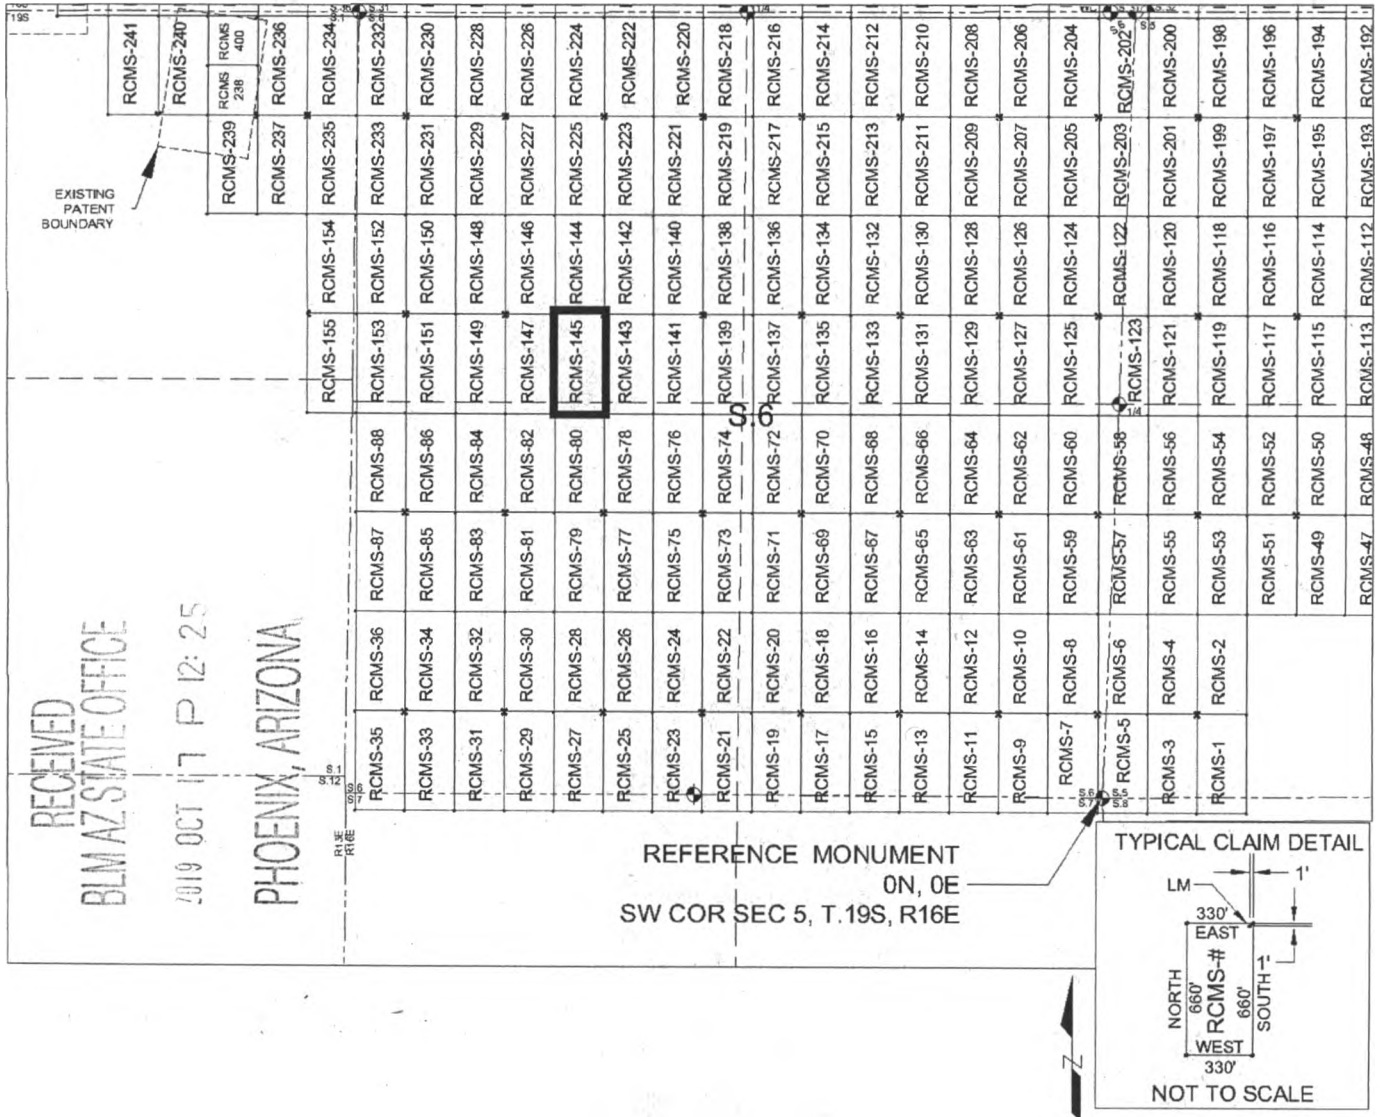 T19S
S.36 S.31
S.1 S.6
1/4
WC
S.31 S.32
S.6 S.5
RCMS-241 RCMS-240 RCMS 400 RCMS-236 RCMS-234 RCMS-232 RCMS-230 RCMS-228 RCMS-226 RCMS-224 RCMS-222 RCMS-220 RCMS-218 RCMS-216 RCMS-214 RCMS-212 RCMS-210 RCMS-208 RCMS-206 RCMS-204 RCMS-202 RCMS-200 RCMS-198 RCMS-196 RCMS-194 RCMS-192
RCMS 238
RCMS-239 RCMS-237 RCMS-235 RCMS-233 RCMS-231 RCMS-229 RCMS-227 RCMS-225 RCMS-223 RCMS-221 RCMS-219 RCMS-217 RCMS-215 RCMS-213 RCMS-211 RCMS-209 RCMS-207 RCMS-205 RCMS-203 RCMS-201 RCMS-199 RCMS-197 RCMS-195 RCMS-193
EXISTING
PATENT
BOUNDARY
RCMS-154 RCMS-152 RCMS-150 RCMS-148 RCMS-146 RCMS-144 RCMS-142 RCMS-140 RCMS-138 RCMS-136 RCMS-134 RCMS-132 RCMS-130 RCMS-128 RCMS-126 RCMS-124 RCMS-122 RCMS-120 RCMS-118 RCMS-116 RCMS-114 RCMS-112
RCMS-155 RCMS-153 RCMS-151 RCMS-149 RCMS-147 RCMS-145 RCMS-143 RCMS-141 RCMS-139 RCMS-137 RCMS-135 RCMS-133 RCMS-131 RCMS-129 RCMS-127 RCMS-125 RCMS-123 RCMS-121 RCMS-119 RCMS-117 RCMS-115 RCMS-113
S.6
1/4
RCMS-88 RCMS-86 RCMS-84 RCMS-82 RCMS-80 RCMS-78 RCMS-76 RCMS-74 RCMS-72 RCMS-70 RCMS-68 RCMS-66 RCMS-64 RCMS-62 RCMS-60 RCMS-58 RCMS-56 RCMS-54 RCMS-52 RCMS-50 RCMS-48
RCMS-87 RCMS-85 RCMS-83 RCMS-81 RCMS-79 RCMS-77 RCMS-75 RCMS-73 RCMS-71 RCMS-69 RCMS-67 RCMS-65 RCMS-63 RCMS-61 RCMS-59 RCMS-57 RCMS-55 RCMS-53 RCMS-51 RCMS-49 RCMS-47
RCMS-36 RCMS-34 RCMS-32 RCMS-30 RCMS-28 RCMS-26 RCMS-24 RCMS-22 RCMS-20 RCMS-18 RCMS-16 RCMS-14 RCMS-12 RCMS-10 RCMS-8 RCMS-6 RCMS-4 RCMS-2
RCMS-35 RCMS-33 RCMS-31 RCMS-29 RCMS-27 RCMS-25 RCMS-23 RCMS-21 RCMS-19 RCMS-17 RCMS-15 RCMS-13 RCMS-11 RCMS-9 RCMS-7 RCMS-5 RCMS-3 RCMS-1
S.1
S.12
S.6
S.7
S.6 S.5
S.7 S.8
RECEIVED
BLM AZ STATE OFFICE
2019 OCT 17 P 12:25
PHOENIX, ARIZONA
R16E
REFERENCE MONUMENT
0N, 0E
SW COR SEC 5, T.19S, R16E
TYPICAL CLAIM DETAIL
LM
1'
330'
EAST
1'
NORTH
660'
RCMS-#
660'
SOUTH
WEST
330'
NOT TO SCALE
N